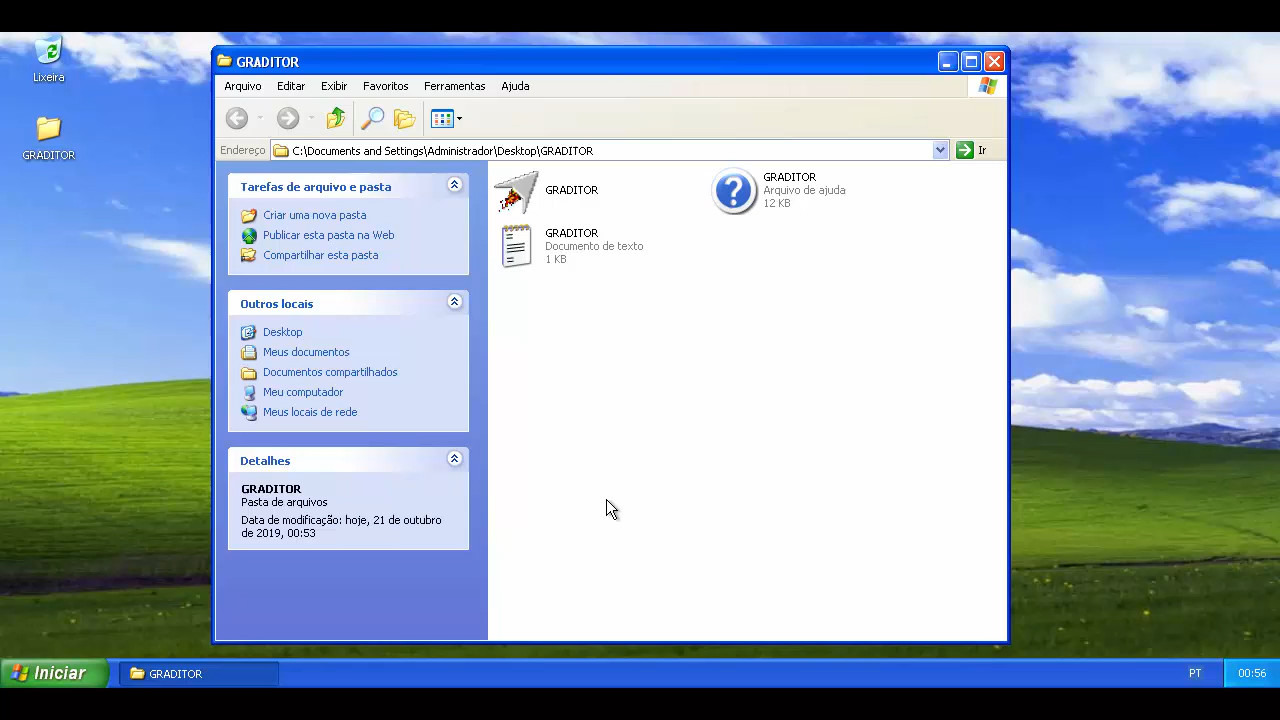 Lixeira
GRADITOR
GRADITOR
Arquivo Editar Exibir Favoritos Ferramentas Ajuda
Endereço C:\Documents and Settings\Administrador\Desktop\GRADITOR Ir
Tarefas de arquivo e pasta
Criar uma nova pasta
Publicar esta pasta na Web
Compartilhar esta pasta
Outros locais
Desktop
Meus documentos
Documentos compartilhados
Meu computador
Meus locais de rede
Detalhes
GRADITOR
Pasta de arquivos
Data de modificação: hoje, 21 de outubro
de 2019, 00:53
GRADITOR
GRADITOR
Arquivo de ajuda
12 KB
GRADITOR
Documento de texto
1 KB
Iniciar
GRADITOR
PT
00:56